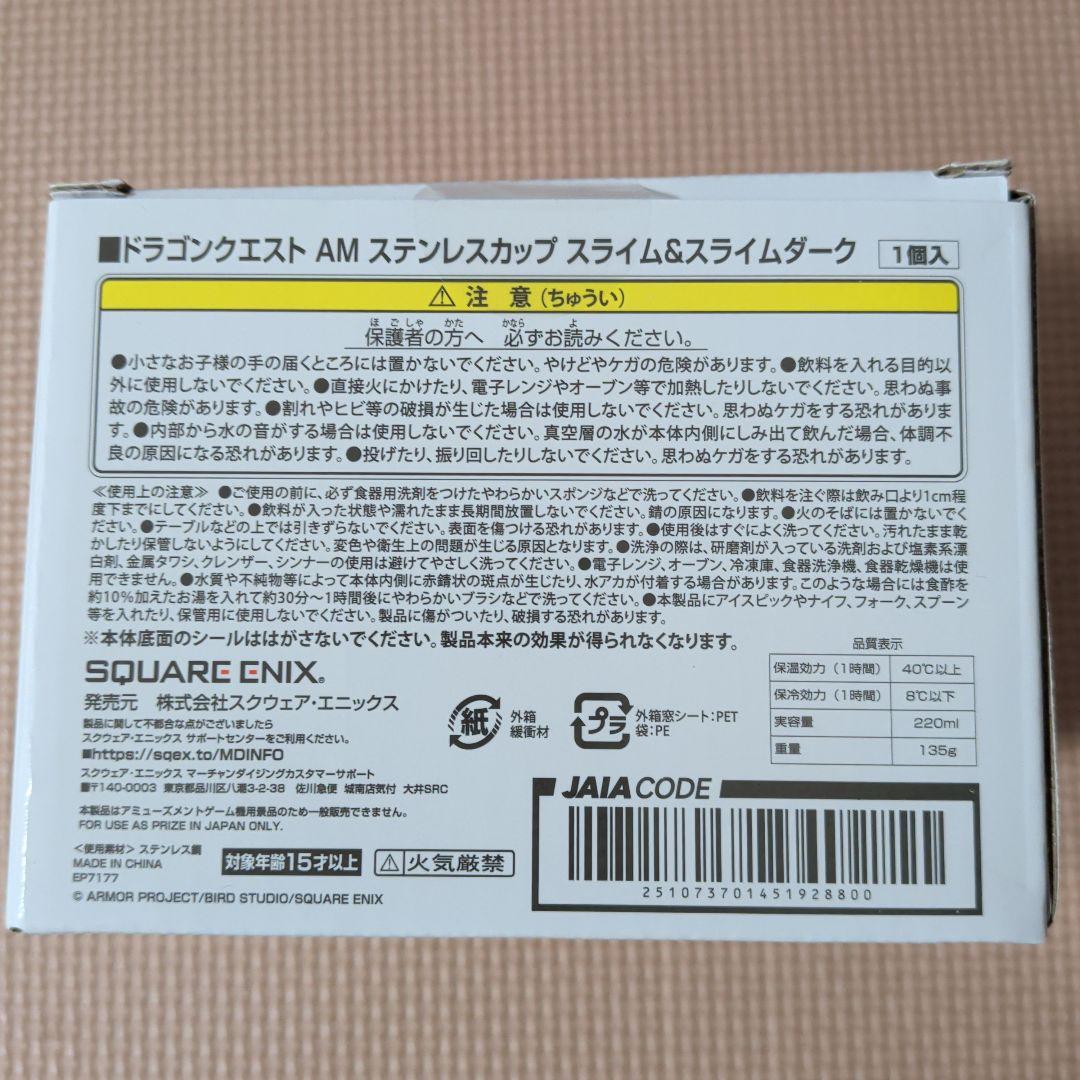 ■ドラゴンクエスト AM ステンレスカップ スライム&スライムダーク 1個入
⚠ 注 意 (ちゅうい)
保護者の方へ 必ずお読みください。
ほごしゃ かた かなら よ
●小さなお子様の手の届くところには置かないでください。やけどやケガの危険があります。●飲料を入れる目的以
外に使用しないでください。●直接火にかけたり、電子レンジやオーブン等で加熱したりしないでください。思わぬ事
故の危険があります。●割れやヒビ等の破損が生じた場合は使用しないでください。思わぬケガをする恐れがありま
す。●内部から水の音がする場合は使用しないでください。真空層の水が本体内側にしみ出て飲んだ場合、体調不
良の原因になる恐れがあります。●投げたり、振り回したりしないでください。思わぬケガをする恐れがあります。
≪使用上の注意≫ ●ご使用の前に、必ず食器用洗剤をつけたやわらかいスポンジなどで洗ってください。●飲料を注ぐ際は飲み口より1cm程
度下までにしてください。●飲料が入った状態や濡れたまま長期間放置しないでください。錆の原因になります。●火のそばには置かないでく
ださい。●テーブルなどの上では引きずらないでください。表面を傷つける恐れがあります。●使用後はすぐによく洗ってください。汚れたまま乾
かしたり保管しないようにしてください。変色や衛生上の問題が生じる原因となります。●洗浄の際は、研磨剤が入っている洗剤および塩素系漂
白剤、金属タワシ、クレンザー、シンナーの使用は避けてやさしく洗ってください。●電子レンジ、オーブン、冷凍庫、食器洗浄機、食器乾燥機は使
用できません。●水質や不純物等によって本体内側に赤錆状の斑点が生じたり、水アカが付着する場合があります。このような場合には食酢を
約10%加えたお湯を入れて約30分〜1時間後にやわらかいブラシなどで洗ってください。●本製品にアイスピックやナイフ、フォーク、スプーン
等を入れたり、保管用に使用しないでください。製品に傷がついたり、破損する恐れがあります。
※本体底面のシールははがさないでください。製品本来の効果が得られなくなります。
SQUARE ENIX®
発売元 株式会社スクウェア・エニックス
製品に関して不都合な点がございましたら
スクウェア・エニックス サポートセンターをご利用ください。
■https://sqex.to/MDINFO
スクウェア・エニックス マーチャンダイジングカスタマーサポート
■〒140-0003 東京都品川区八潮3-2-38 佐川急便 城南店気付 大井SRC
本製品はアミューズメントゲーム機用景品のため一般販売できません。
FOR USE AS PRIZE IN JAPAN ONLY.
<使用素材> ステンレス鋼
MADE IN CHINA
EP7177
対象年齢15才以上
⚠火気厳禁
© ARMOR PROJECT/BIRD STUDIO/SQUARE ENIX
紙
外箱
緩衝材
プラ
外箱窓シート:PET
袋:PE
品質表示
保温効力(1時間) 40℃以上
保冷効力(1時間) 8℃以下
実容量 220ml
重量 135g
JAIA CODE
251073701451928800